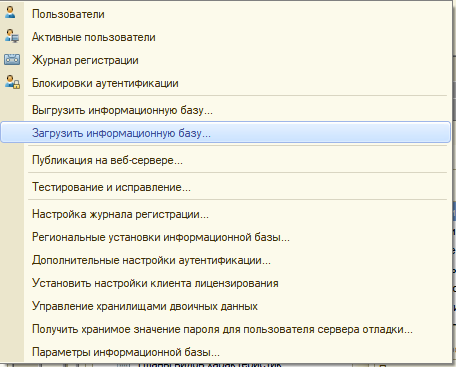 Пользователи
Активные пользователи
Журнал регистрации
Блокировки аутентификации
Выгрузить информационную базу...
Загрузить информационную базу...
Публикация на веб-сервере...
Тестирование и исправление...
Настройка журнала регистрации...
Региональные установки информационной базы...
Дополнительные настройки аутентификации...
Установить настройки клиента лицензирования
Управление хранилищами двоичных данных
Получить хранимое значение пароля для пользователя сервера отладки...
Параметры информационной базы...